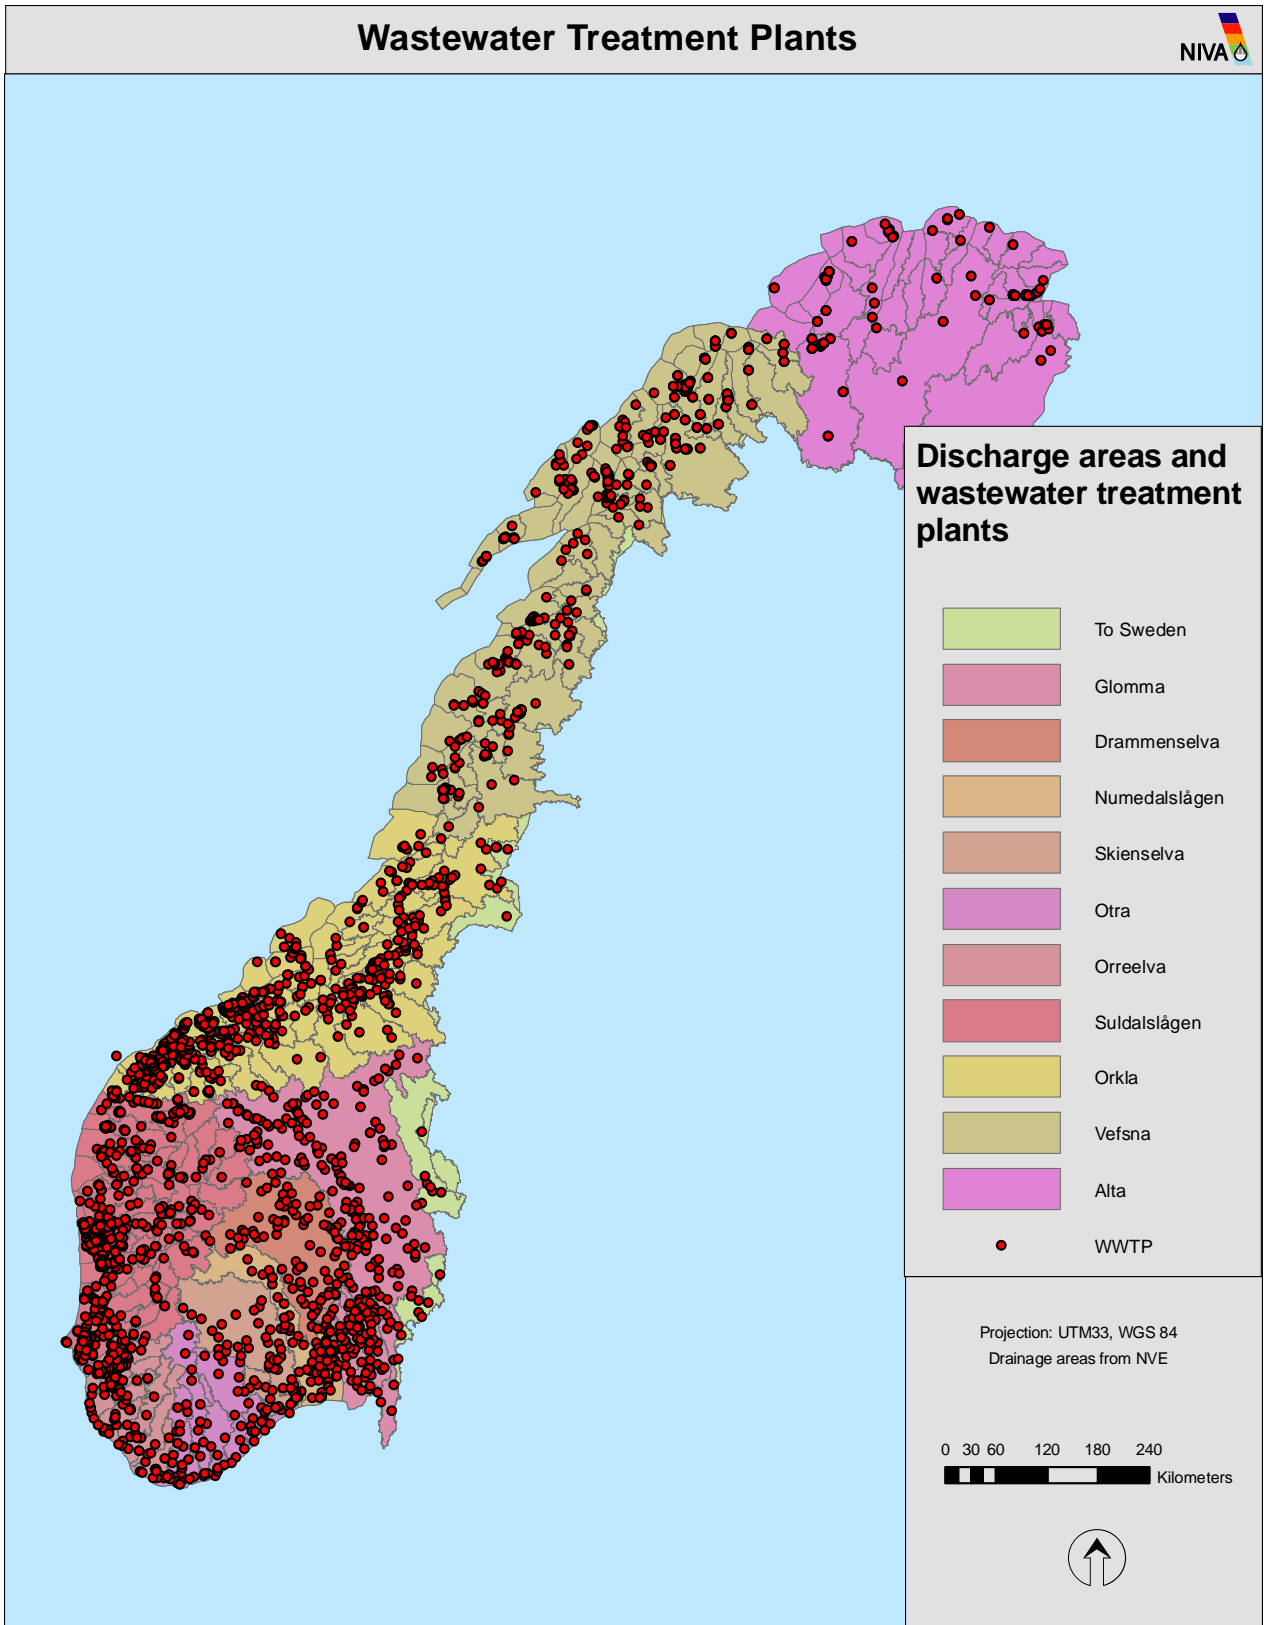 Wastewater Treatment Plants
NIVA
Discharge areas and
wastewater treatment
plants
To Sweden
Glomma
Drammenselva
Numedalslågen
Skienselva
Otra
Orreelva
Suldalslågen
Orkla
Vefsna
Alta
WWTP
Projection: UTM33, WGS 84
Drainage areas from NVE
0 30 60 120 180 240
Kilometers